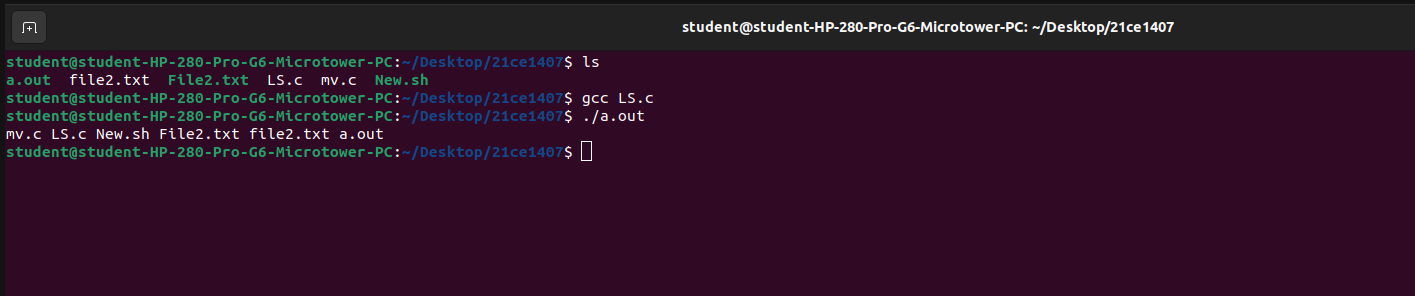 student@student-HP-280-Pro-G6-Microtower-PC: ~/Desktop/21ce1407
student@student-HP-280-Pro-G6-Microtower-PC:~/Desktop/21ce1407$ ls
a.out  file2.txt  File2.txt  LS.c  mv.c  New.sh
student@student-HP-280-Pro-G6-Microtower-PC:~/Desktop/21ce1407$ gcc LS.c
student@student-HP-280-Pro-G6-Microtower-PC:~/Desktop/21ce1407$ ./a.out
mv.c LS.c New.sh File2.txt file2.txt a.out
student@student-HP-280-Pro-G6-Microtower-PC:~/Desktop/21ce1407$